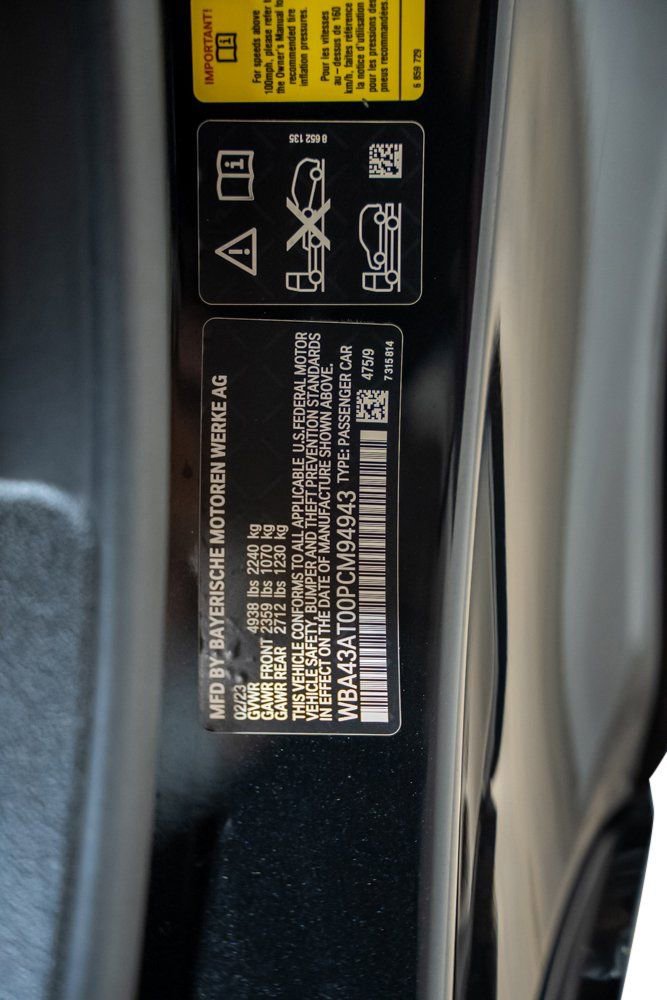 IMPORTANT!
For speeds above
100mph, please refer t
the Owner's Manual fo
recommended tire
inflation pressures.
Pour les vitesses
au – dessus de 160
km/h, faites référence
la notice d'utilisation
pour les pressions des
pneus recommandées.
6 859 729
8 652 135
MFD BY BAYERISCHE MOTOREN WERKE AG
02/23
GVWR 4938 lbs 2240 kg
GAWR FRONT 2359 lbs 1070 kg
GAWR REAR 2712 lbs 1230 kg
THIS VEHICLE CONFORMS TO ALL APPLICABLE U.S.FEDERAL MOTOR
VEHICLE SAFETY, BUMPER AND THEFT PREVENTION STANDARDS
IN EFFECT ON THE DATE OF MANUFACTURE SHOWN ABOVE.
WBA43AT00PCM94943 TYPE: PASSENGER CAR
475/9
7 315 814